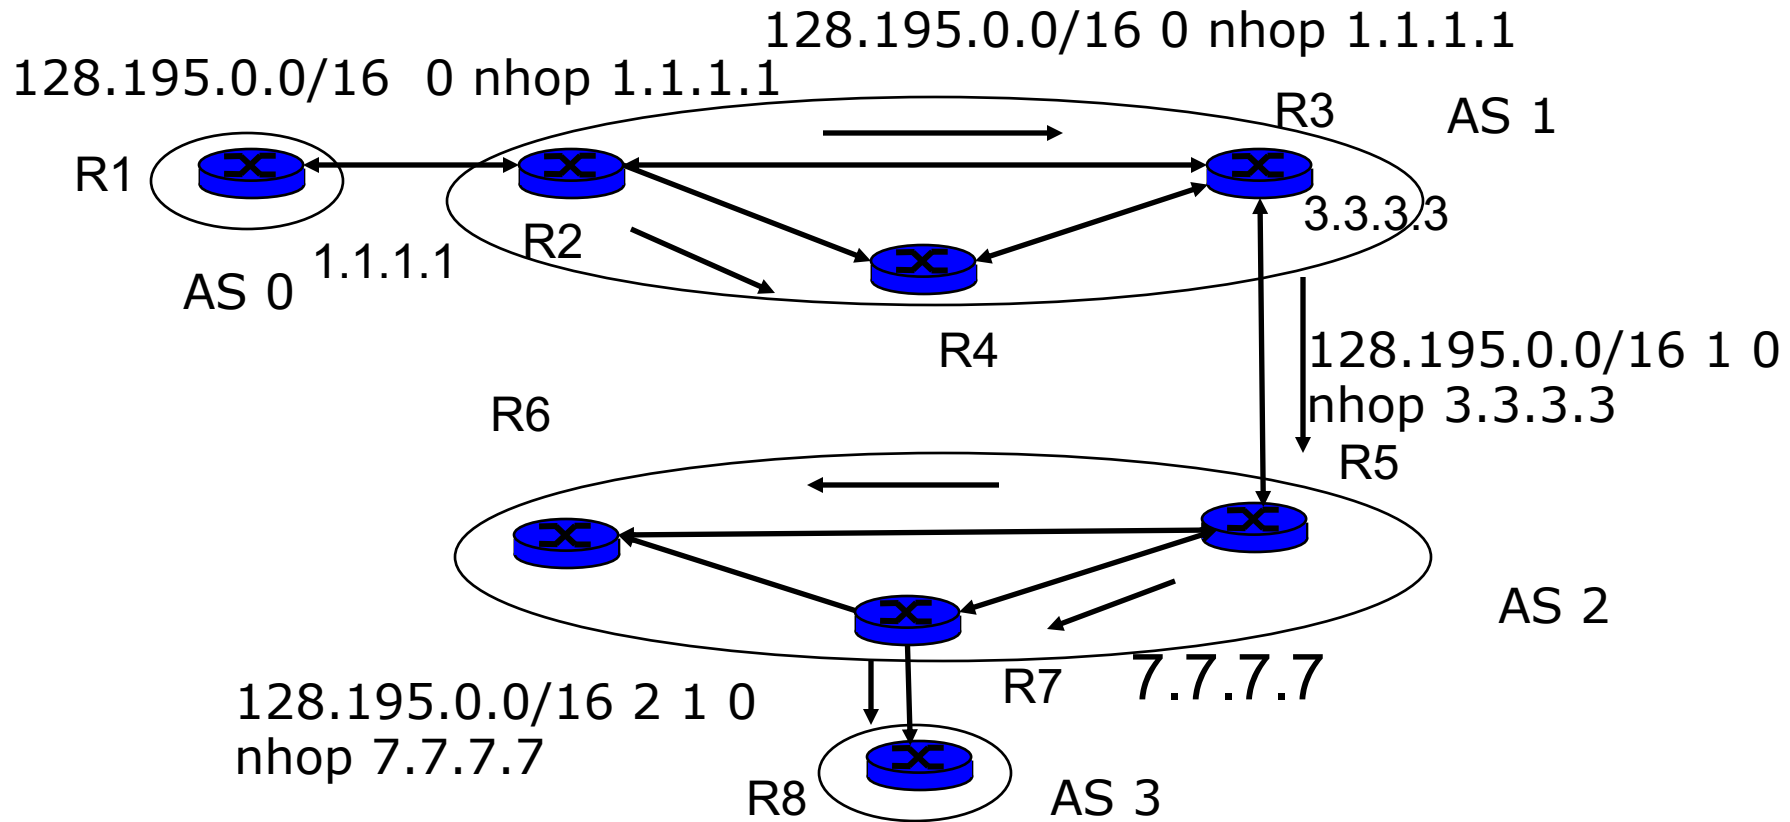 128.195.0.0/16 0 nhop 1.1.1.1
128.195.0.0/16  0 nhop 1.1.1.1
R3
AS 1
R1
3.3.3.3
R2
1.1.1.1
AS 0
R4
128.195.0.0/16 1 0
nhop 3.3.3.3
R6
R5
AS 2
7.7.7.7
R7
128.195.0.0/16 2 1 0
nhop 7.7.7.7
R8
AS 3